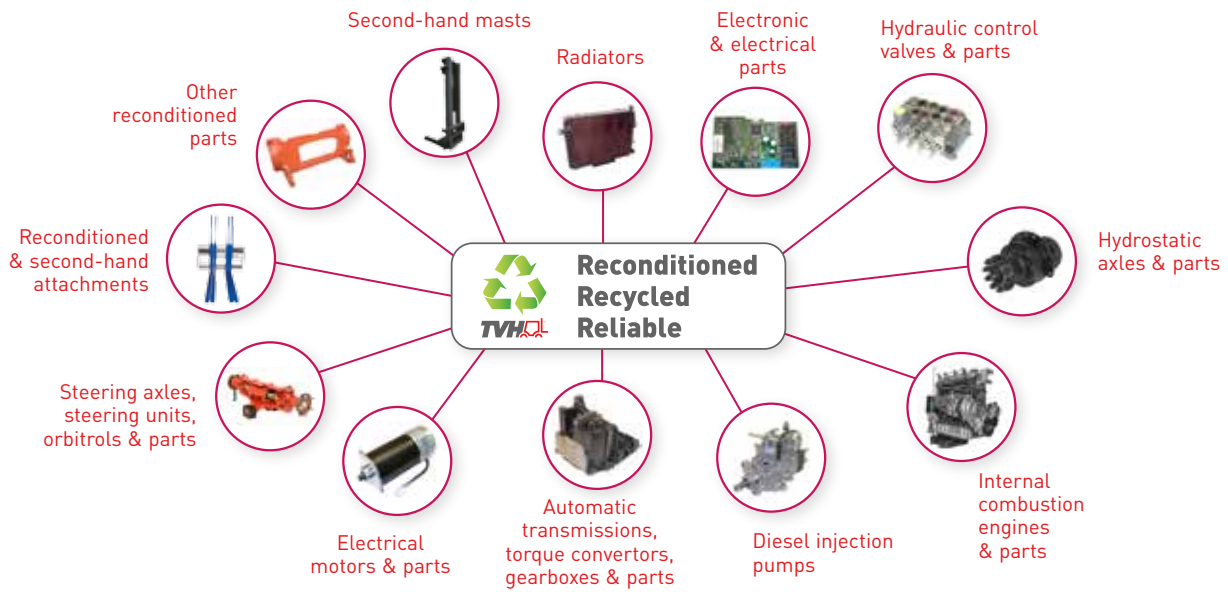 Second-hand masts
Radiators
Electronic
& electrical
parts
Hydraulic control
valves & parts
Other
reconditioned
parts
Reconditioned
& second-hand
attachments
Reconditioned
Recycled
Reliable
TVH
Hydrostatic
axles & parts
Steering axles,
steering units,
orbitrols & parts
Electrical
motors & parts
Automatic
transmissions,
torque convertors,
gearboxes & parts
Diesel injection
pumps
Internal
combustion
engines
& parts